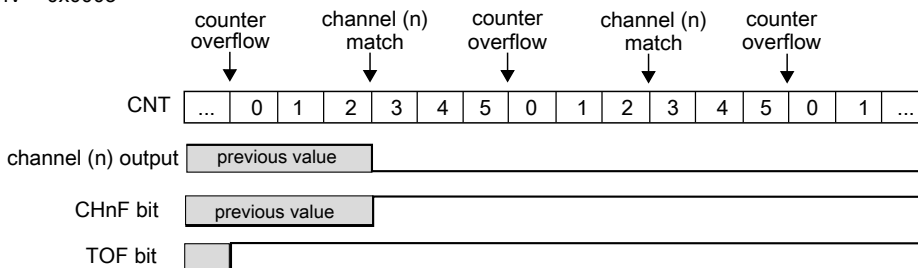 counter overflow channel (n) match counter overflow channel (n) match counter overflow
CNT ... 0 1 2 3 4 5 0 1 2 3 4 5 0 1 ...
channel (n) output previous value
CHnF bit previous value
TOF bit